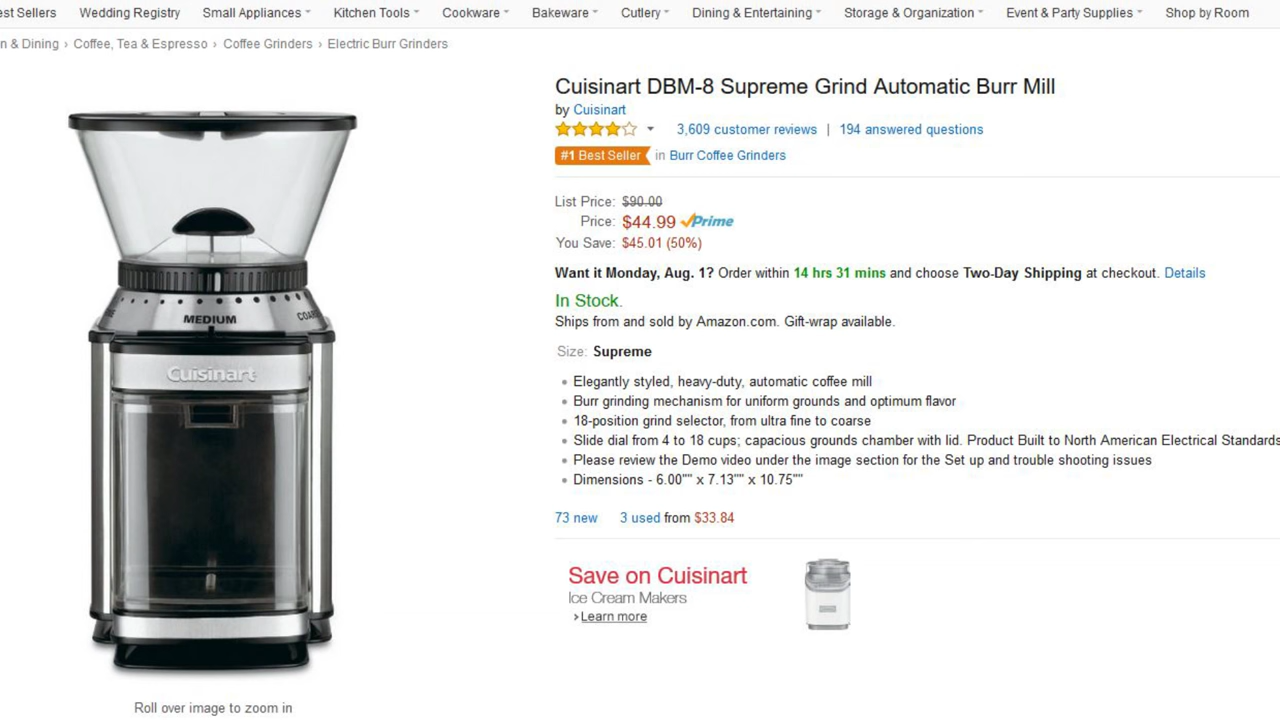 est Sellers Wedding Registry Small Appliances Kitchen Tools Cookware Bakeware Cutlery Dining & Entertaining Storage & Organization Event & Party Supplies Shop by Room
n & Dining › Coffee, Tea & Espresso › Coffee Grinders › Electric Burr Grinders
Cuisinart DBM-8 Supreme Grind Automatic Burr Mill
by Cuisinart
3,609 customer reviews | 194 answered questions
#1 Best Seller in Burr Coffee Grinders
List Price: $90.00
Price: $44.99 Prime
You Save: $45.01 (50%)
Want it Monday, Aug. 1? Order within 14 hrs 31 mins and choose Two-Day Shipping at checkout. Details
In Stock.
Ships from and sold by Amazon.com. Gift-wrap available.
Size: Supreme
Elegantly styled, heavy-duty, automatic coffee mill
Burr grinding mechanism for uniform grounds and optimum flavor
18-position grind selector, from ultra fine to coarse
Slide dial from 4 to 18 cups; capacious grounds chamber with lid. Product Built to North American Electrical Standards
Please review the Demo video under the image section for the Set up and trouble shooting issues
Dimensions - 6.00"" x 7.13"" x 10.75""
73 new 3 used from $33.84
Save on Cuisinart
Ice Cream Makers
› Learn more
MEDIUM
Cuisinart
Roll over image to zoom in